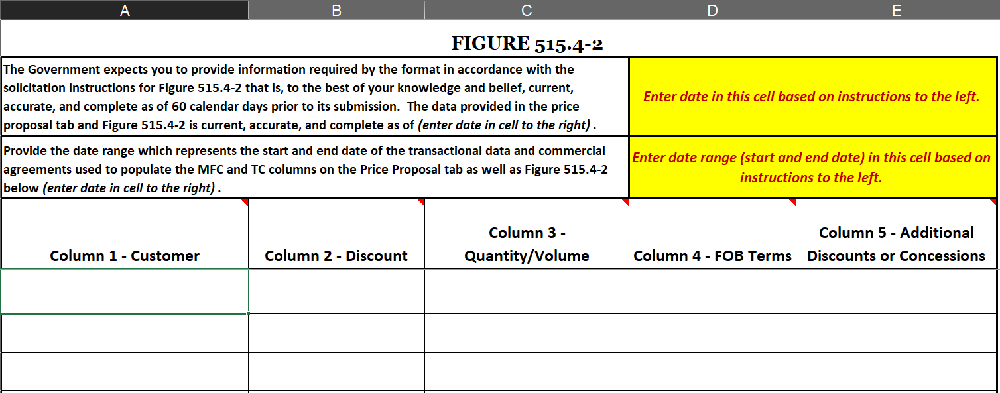 A B C D E
FIGURE 515.4-2
The Government expects you to provide information required by the format in accordance with the
solicitation instructions for Figure 515.4-2 that is, to the best of your knowledge and belief, current,
accurate, and complete as of 60 calendar days prior to its submission.  The data provided in the price
proposal tab and Figure 515.4-2 is current, accurate, and complete as of (enter date in cell to the right) .
Enter date in this cell based on instructions to the left.
Provide the date range which represents the start and end date of the transactional data and commercial
agreements used to populate the MFC and TC columns on the Price Proposal tab as well as Figure 515.4-2
below (enter date in cell to the right) .
Enter date range (start and end date) in this cell based on
instructions to the left.
Column 1 - Customer
Column 2 - Discount
Column 3 -
Quantity/Volume
Column 4 - FOB Terms
Column 5 - Additional
Discounts or Concessions